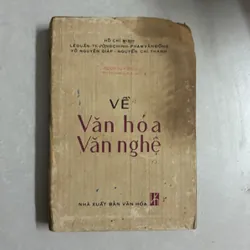 HỒ CHÍ MINH
LÊ DUẨN - TRƯỜNG CHINH - PHẠM VĂN ĐỒNG
VÕ NGUYÊN GIÁP - NGUYỄN CHÍ THANH
VỀ
Văn hóa
Văn nghệ
NHÀ XUẤT BẢN VĂN HÓA